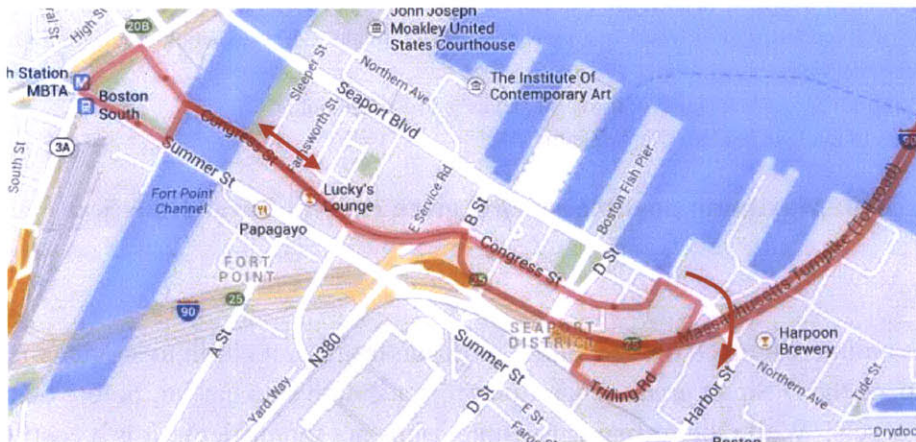 20B
High St
John Joseph
Moakley United
States Courthouse
Sleeper St
Northern Ave
Seaport Blvd
The Institute Of
Contemporary Art
h Station
MBTA
Boston
South
3A
South St
Congress St
Farnsworth St
Summer St
Fort Point
Channel
Lucky's
Lounge
Papagayo
E Service Rd
B St
Boston Fish Pier
Congress St
D St
FORT
POINT
25
90
A St
N380
Yard Way
SEAPORT
DISTRICT
Summer St
D St
E St
Trilling Rd
Massachusetts Turnpike (Toll road)
Harpoon
Brewery
Harbor St
Northern Ave
Tide St
Drydoc
Boston